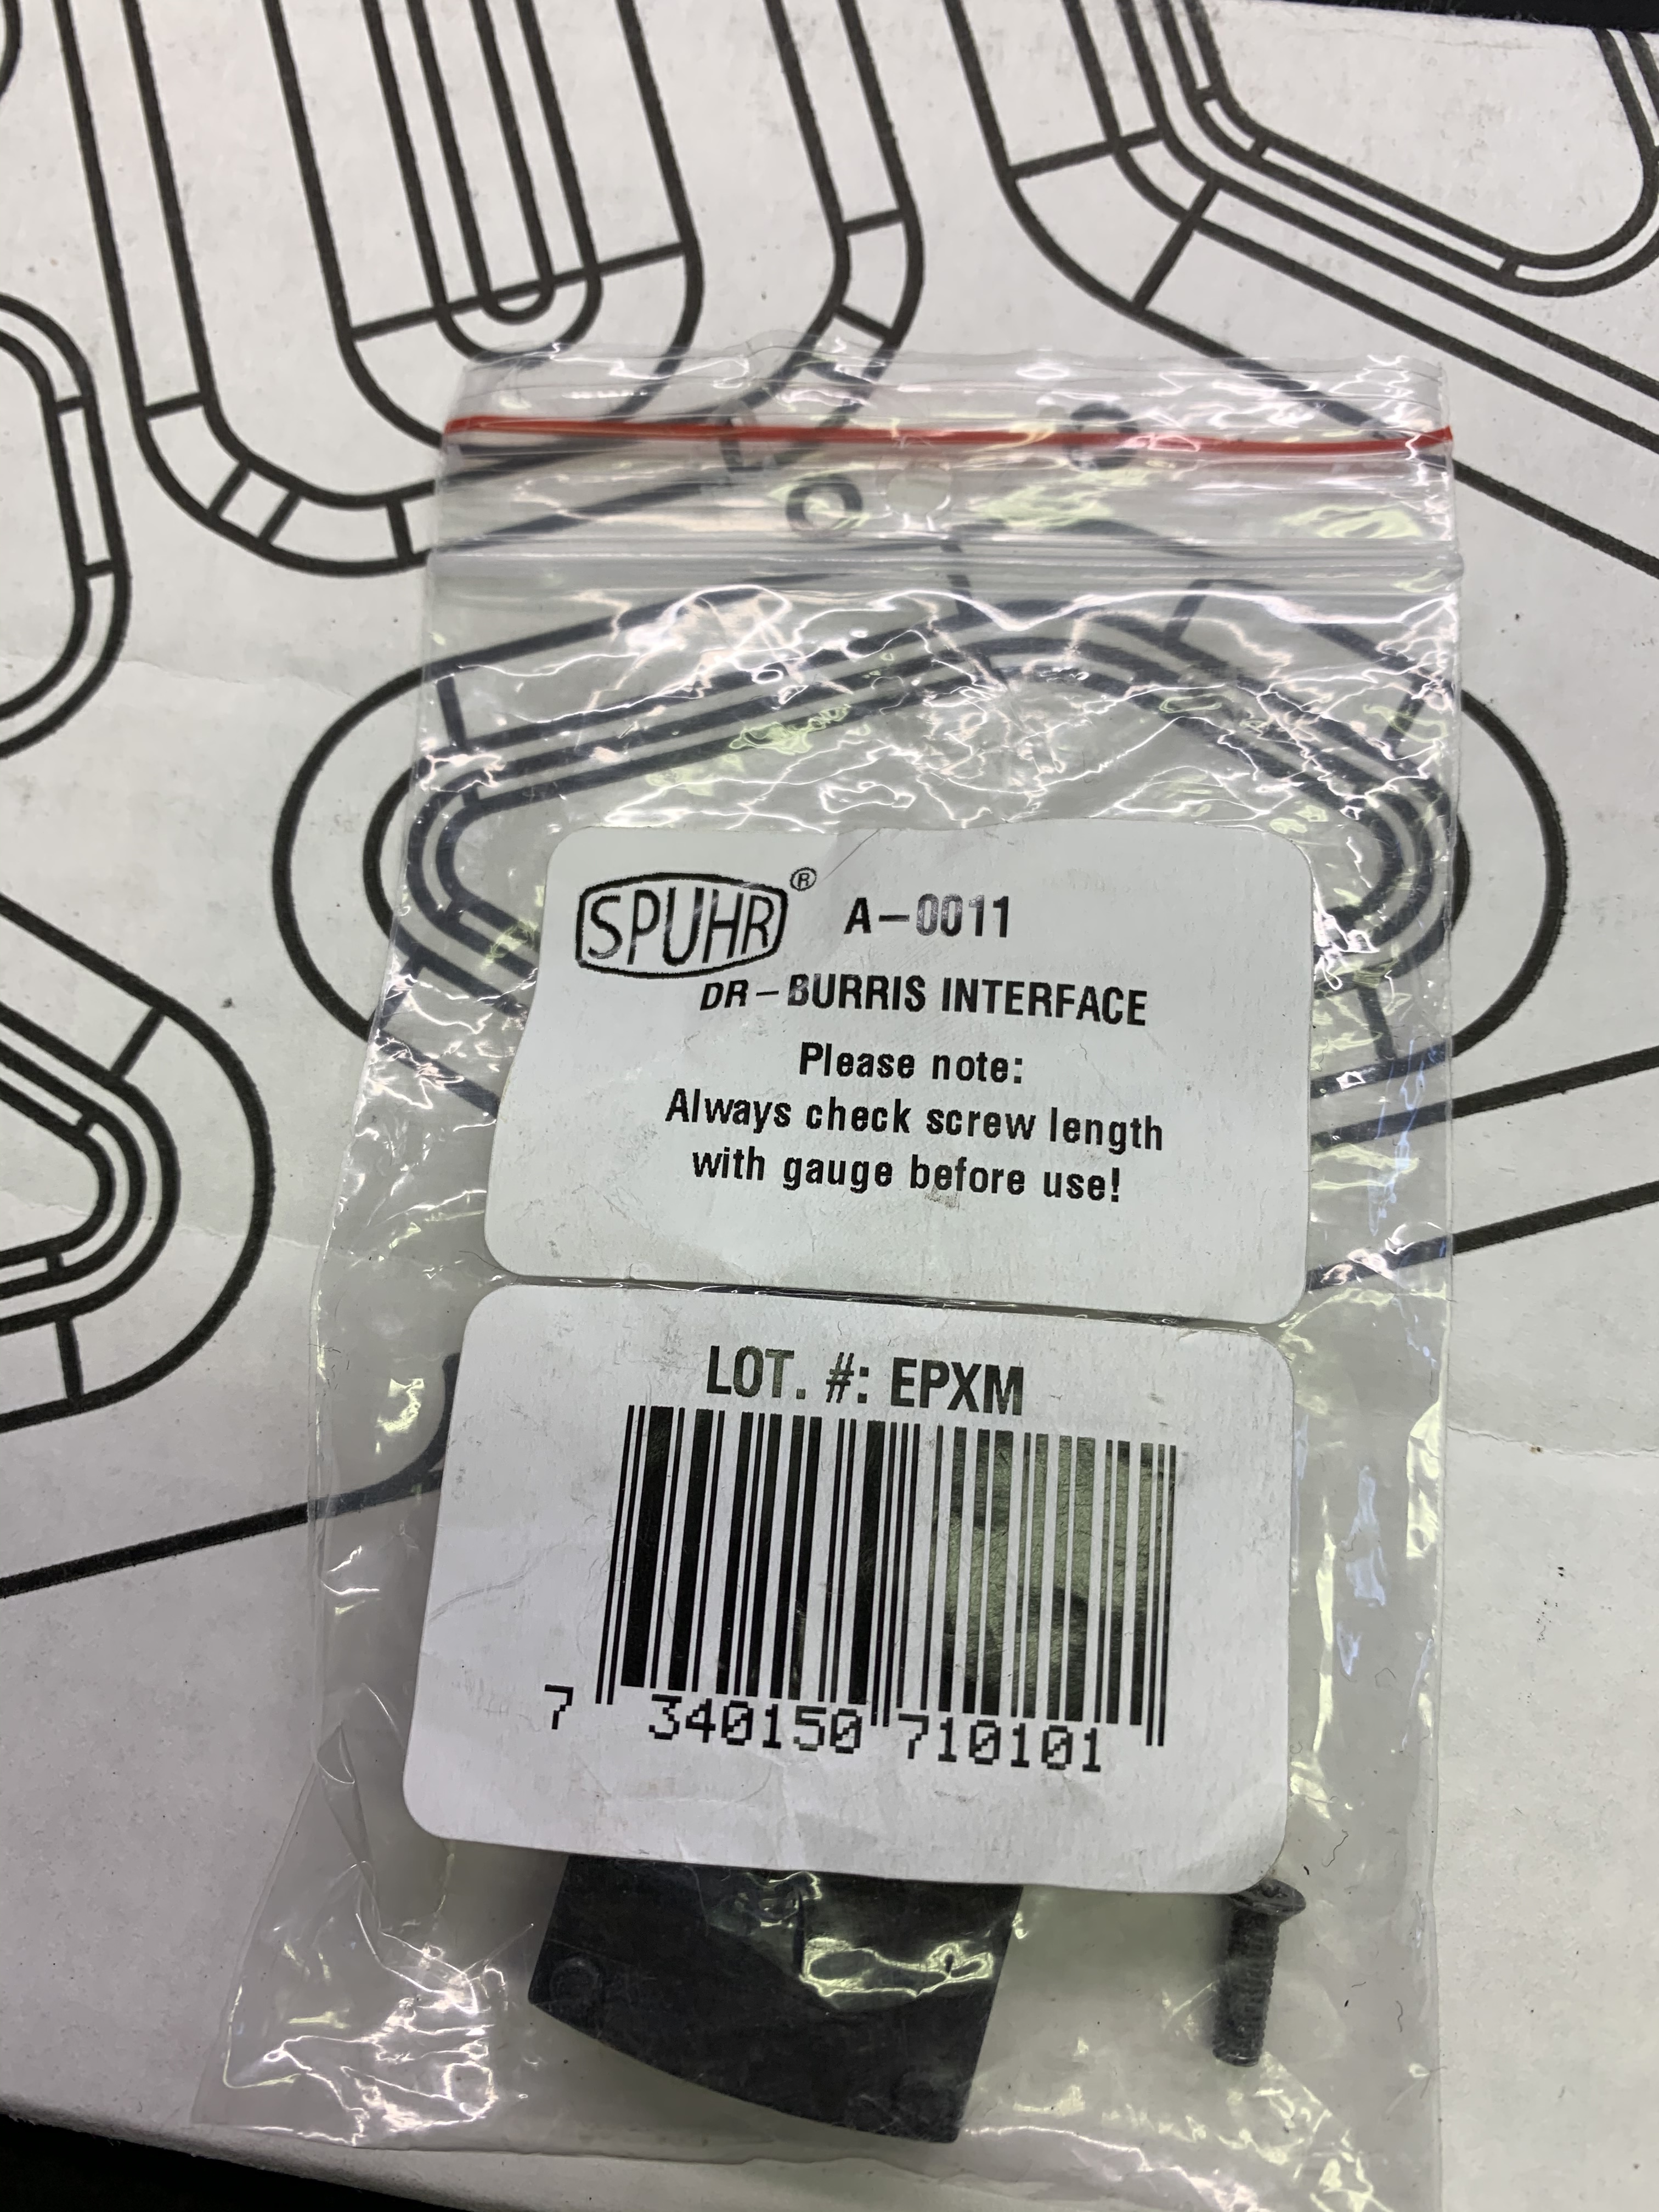 SPUHR® A-0011
DR-BURRIS INTERFACE
Please note:
Always check screw length
with gauge before use!
LOT. #: EPXM
7 340150 710101